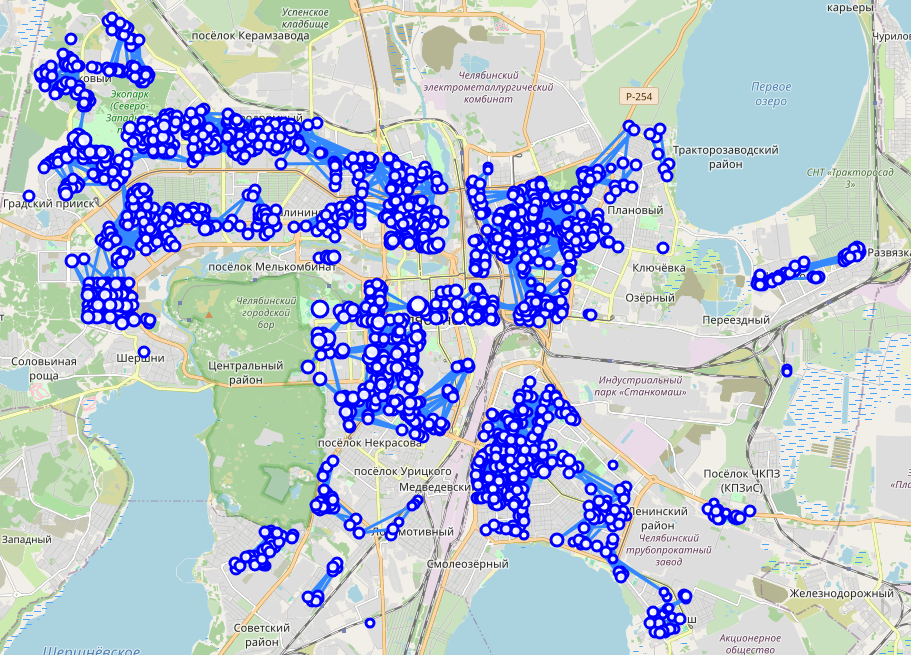 карьеры
Успенское
кладбище
посёлок Керамзавода
Чурилов
Челябинский
электрометаллургический
комбинат
Первое
озеро
Р-254
Экопарк
(Северо-
Тракторозаводский
район
СНТ «Тракторосад
3»
Градский прииск
Плановый
посёлок Мелькомбинат
Ключёвка
Развязка
Озёрный
Челябинский
городской
бор
Переездный
Шершни
Соловьиная
роща
Центральный
район
Индустриальный
парк «Станкомаш»
посёлок Некрасова
посёлок Урицкого
Медведевский
Посёлок ЧКПЗ
(КПЗиС)
Ленинский
район
Локомотивный
Западный
Челябинский
трубопрокатный
завод
Смолеозёрный
Железнодорожный
Советский
район
Акционерное
общество
Шершнёвское